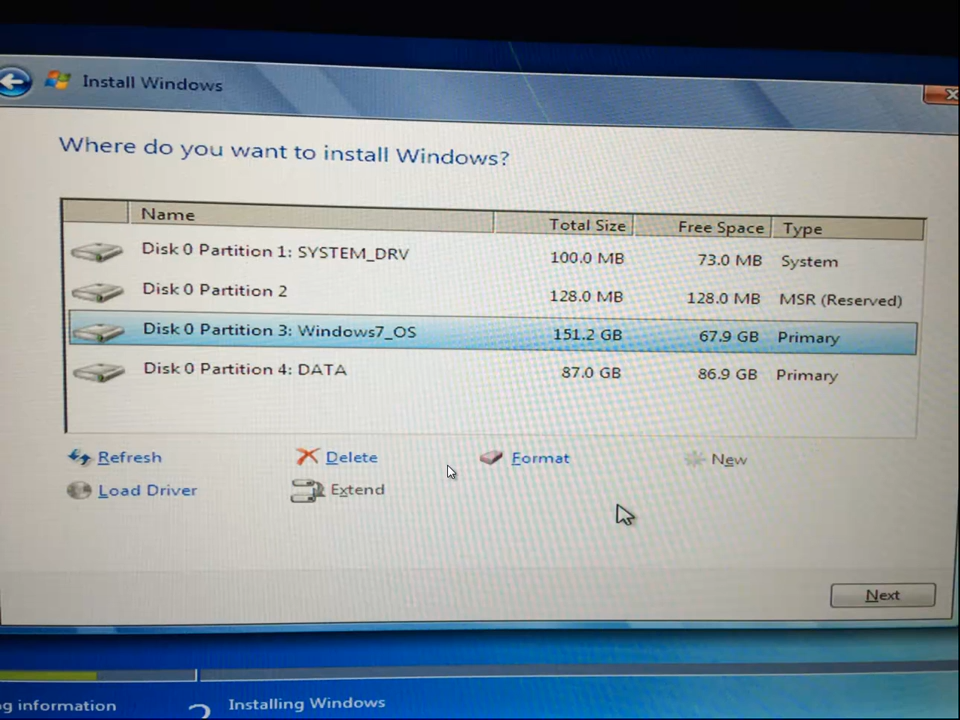 Install Windows
Where do you want to install Windows?
Name Total Size Free Space Type
Disk 0 Partition 1: SYSTEM_DRV 100.0 MB 73.0 MB System
Disk 0 Partition 2 128.0 MB 128.0 MB MSR (Reserved)
Disk 0 Partition 3: Windows7_OS 151.2 GB 67.9 GB Primary
Disk 0 Partition 4: DATA 87.0 GB 86.9 GB Primary
Refresh Delete Format New
Load Driver Extend
Next
g information 2 Installing Windows